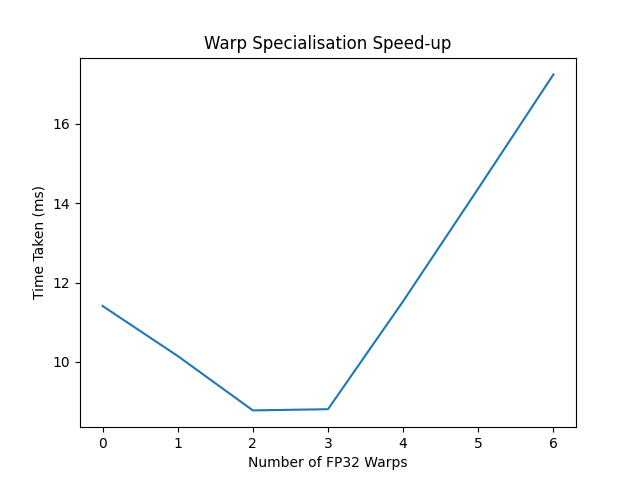 Warp Specialisation Speed-up
Time Taken (ms)
16
14
12
10
0 1 2 3 4 5 6
Number of FP32 Warps